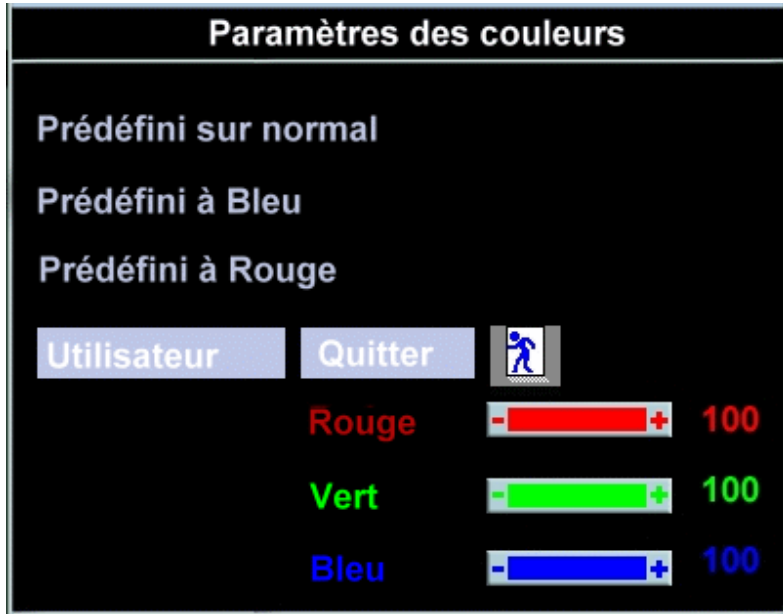 Paramètres des couleurs
Prédéfini sur normal
Prédéfini à Bleu
Prédéfini à Rouge
Utilisateur Quitter
Rouge - + 100
Vert - + 100
Bleu - + 100